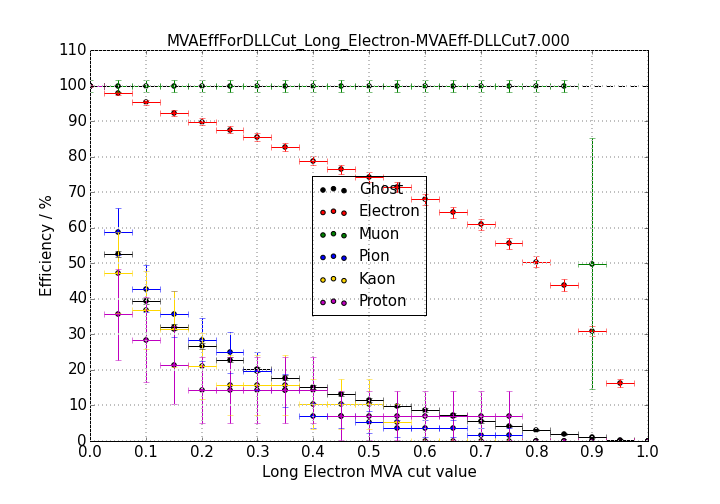 MVAEffForDLLCut_Long_Electron-MVAEff-DLLCut7.000
110
100
90
80
70
60
50
40
30
20
10
0
Efficiency / %
Ghost
Electron
Muon
Pion
Kaon
Proton
0.0 0.1 0.2 0.3 0.4 0.5 0.6 0.7 0.8 0.9 1.0
Long Electron MVA cut value